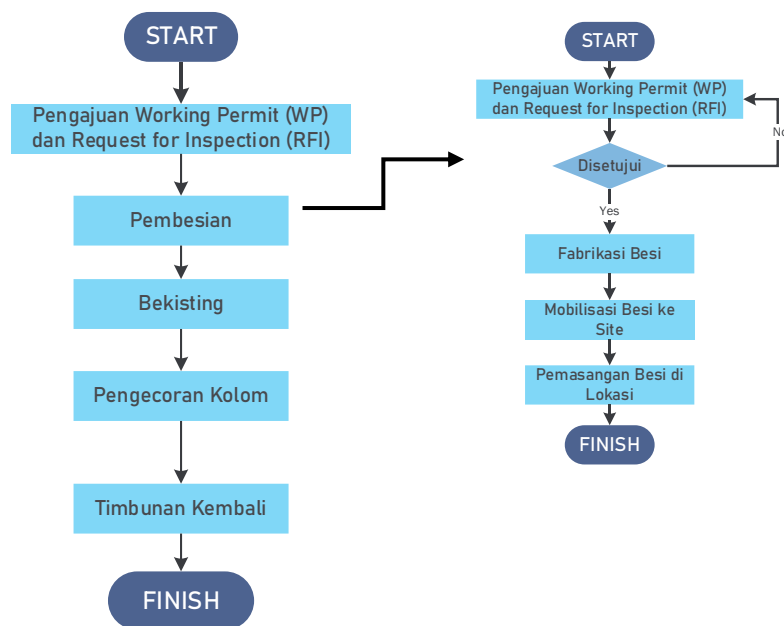 START
Pengajuan Working Permit (WP)
dan Request for Inspection (RFI)
Pembesian
Bekisting
Pengecoran Kolom
Timbunan Kembali
FINISH
START
Pengajuan Working Permit (WP)
dan Request for Inspection (RFI)
No
Disetujui
Yes
Fabrikasi Besi
Mobilisasi Besi ke
Site
Pemasangan Besi di
Lokasi
FINISH